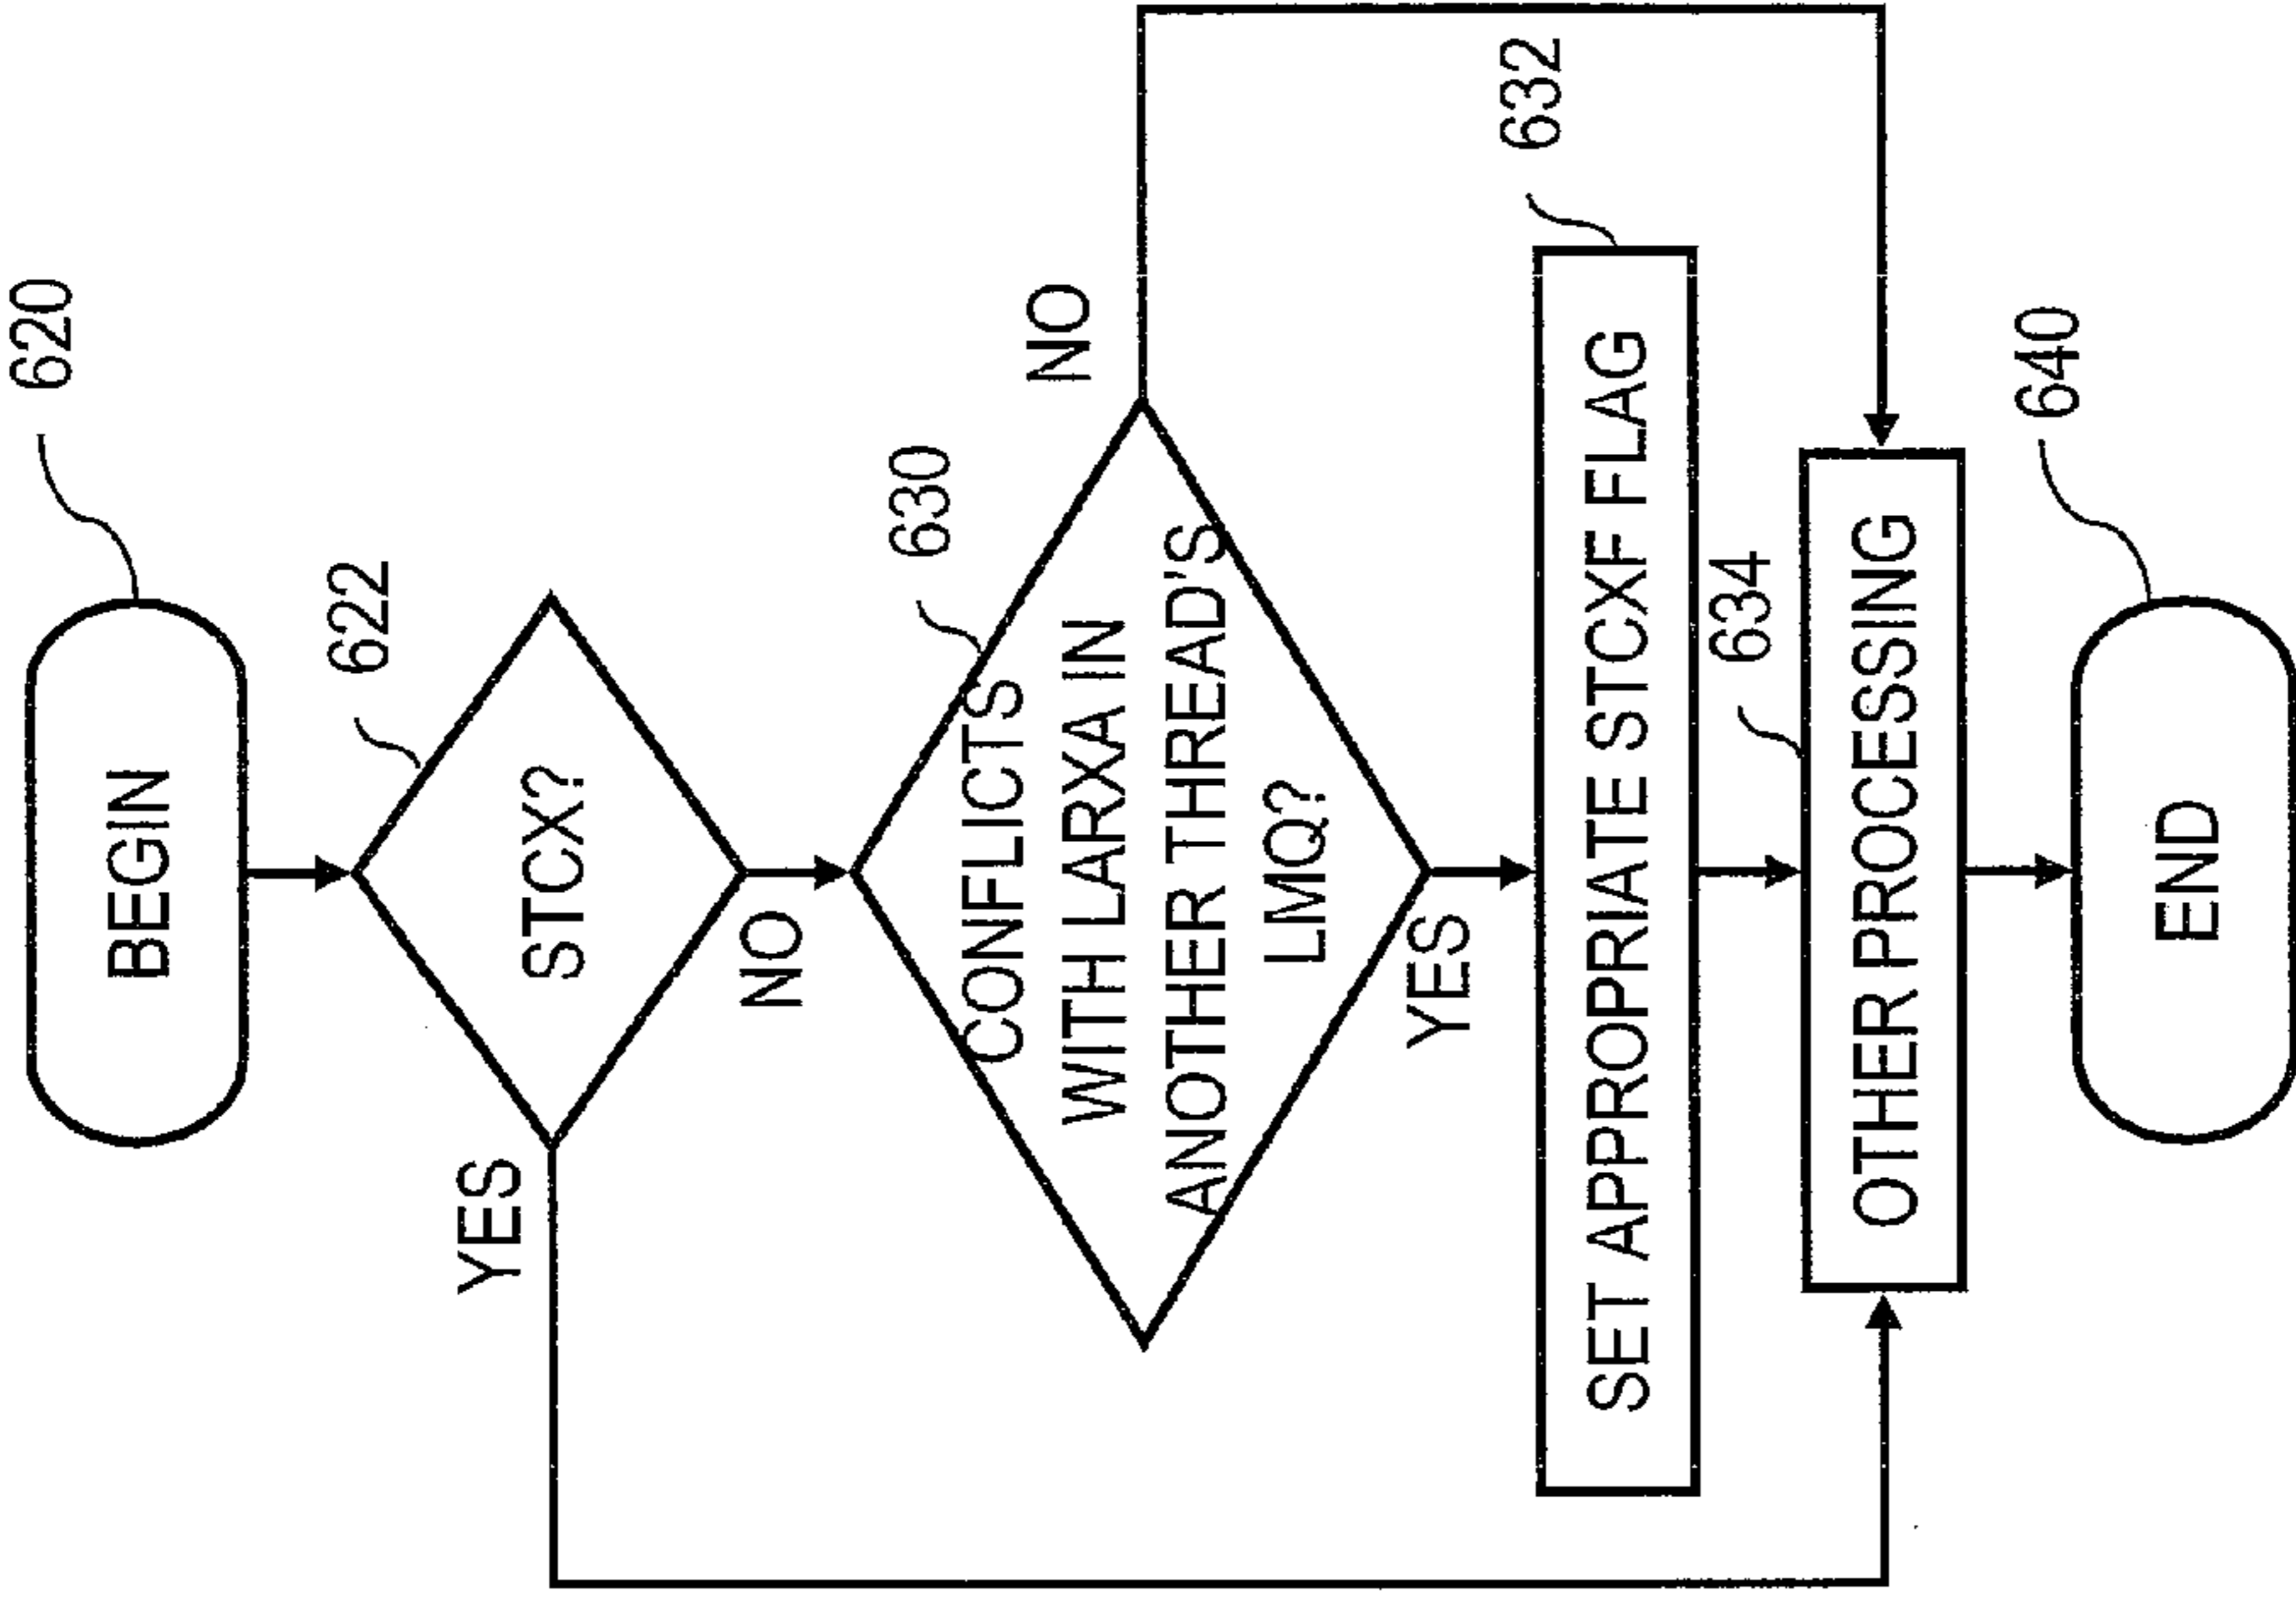 620
BEGIN
622
STCX?
YES
NO
630
CONFLICTS
WITH LARXA IN
ANOTHER THREAD'S
LMQ?
NO
YES
632
SET APPROPRIATE STCXF FLAG
634
OTHER PROCESSING
640
END